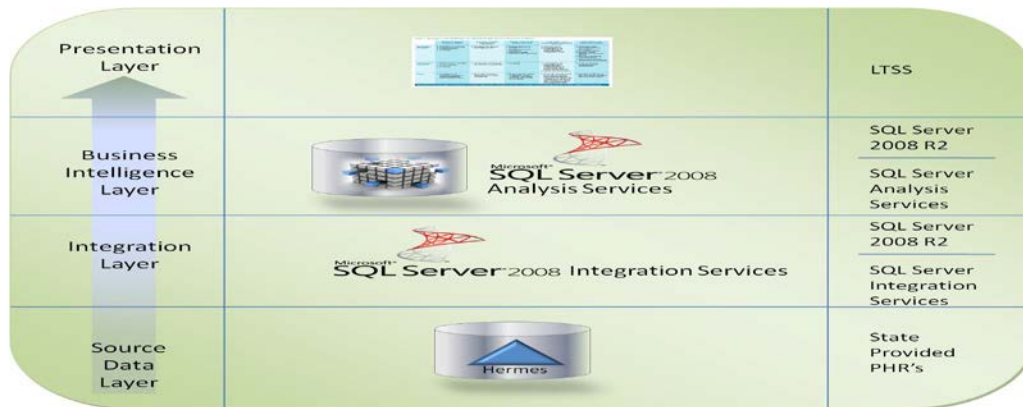 Presentation
Layer
LTSS
Business
Intelligence
Layer
Microsoft®
SQL Server 2008
Analysis Services
SQL Server
2008 R2
SQL Server
Analysis
Services
Integration
Layer
Microsoft®
SQL Server 2008 Integration Services
SQL Server
2008 R2
SQL Server
Integration
Services
Source
Data
Layer
Hermes
State
Provided
PHR's